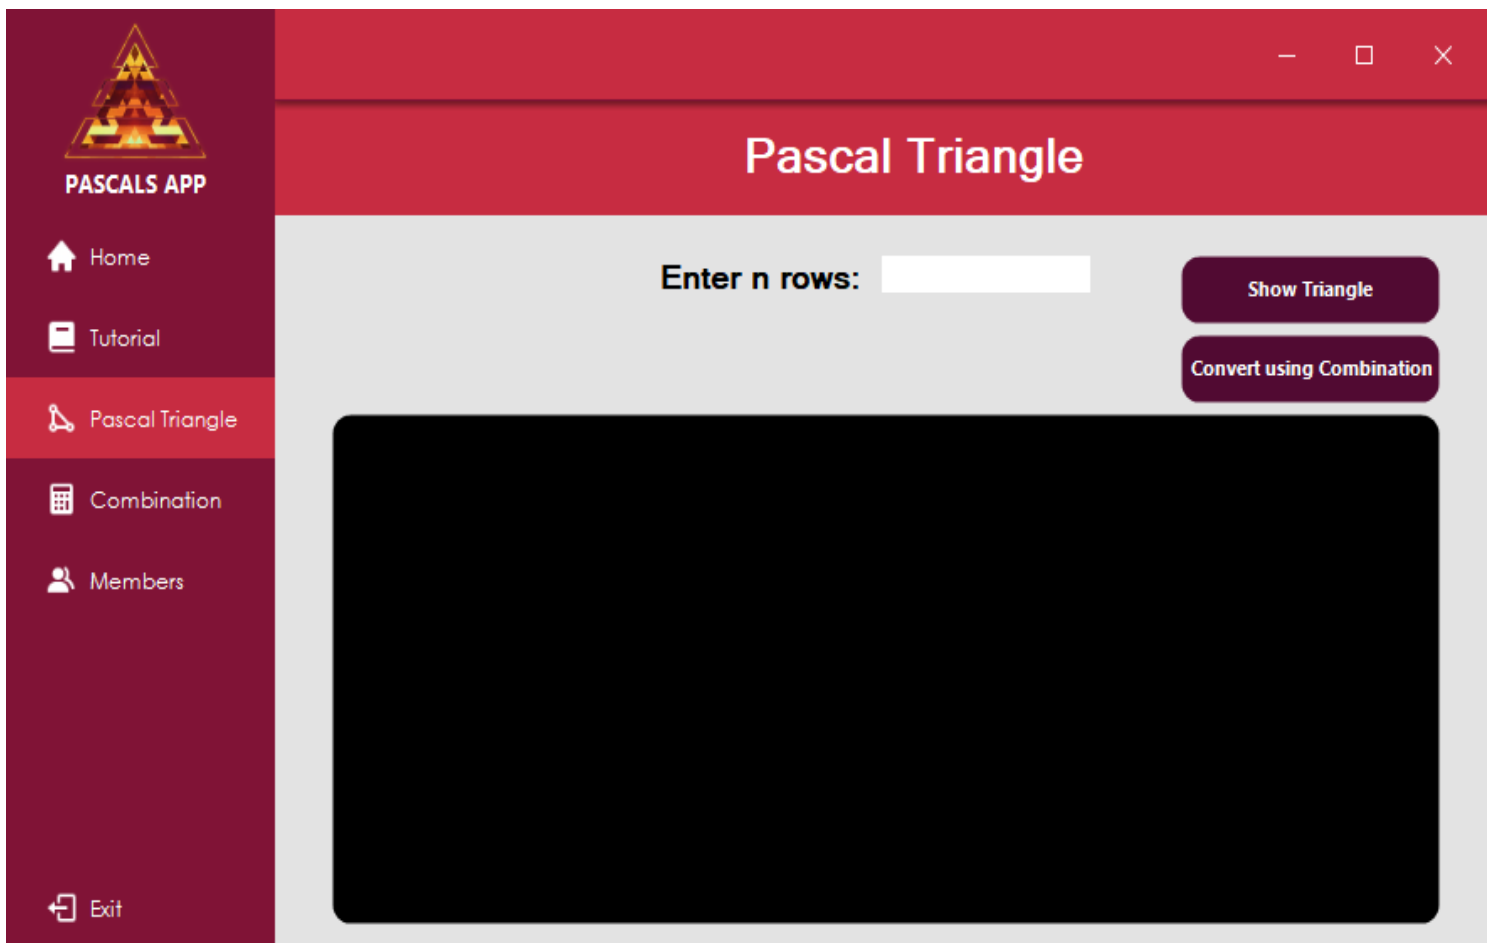 PASCALS APP
Home
Tutorial
Pascal Triangle
Combination
Members
Exit
Pascal Triangle
Enter n rows:
Show Triangle
Convert using Combination